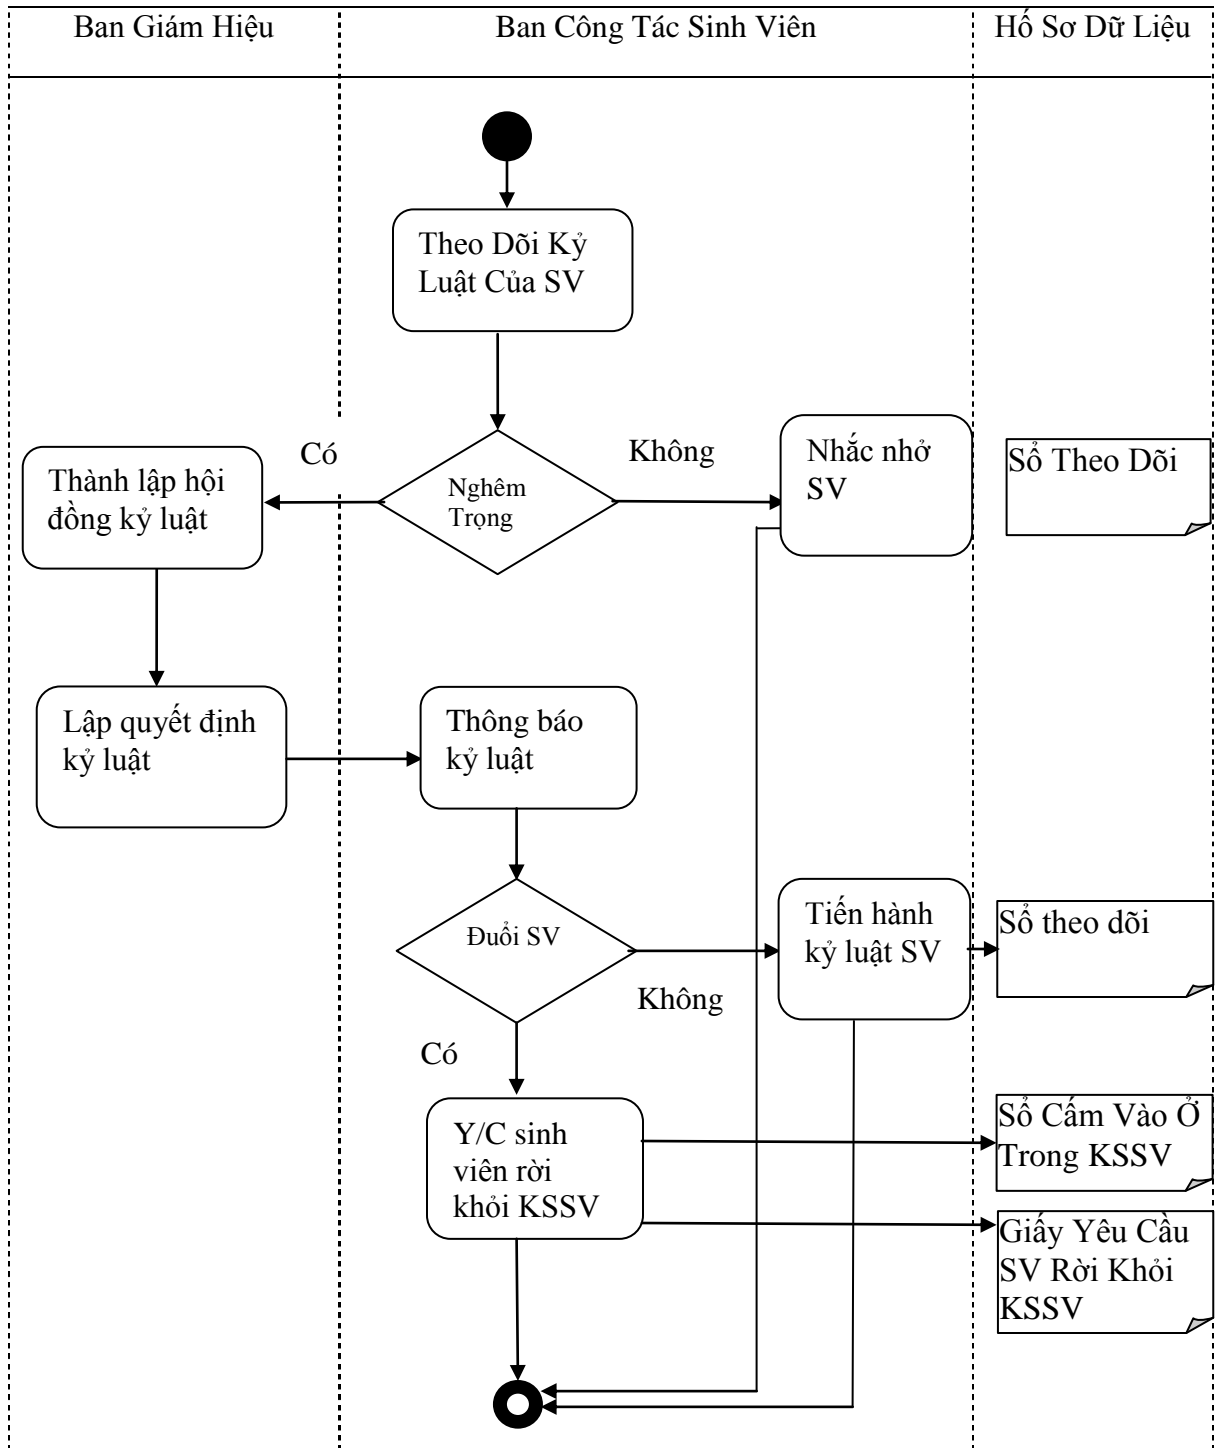 Ban Giám Hiệu
Ban Công Tác Sinh Viên
Hồ Sơ Dữ Liệu
Theo Dõi Kỷ
Luật Của SV
Có
Nghêm
Trọng
Không
Nhắc nhở
SV
Sổ Theo Dõi
Thành lập hội
đồng kỷ luật
Lập quyết định
kỷ luật
Thông báo
kỷ luật
Đuổi SV
Không
Có
Tiến hành
kỷ luật SV
Sổ theo dõi
Y/C sinh
viên rời
khỏi KSSV
Sổ Cấm Vào Ở
Trong KSSV
Giấy Yêu Cầu
SV Rời Khỏi
KSSV